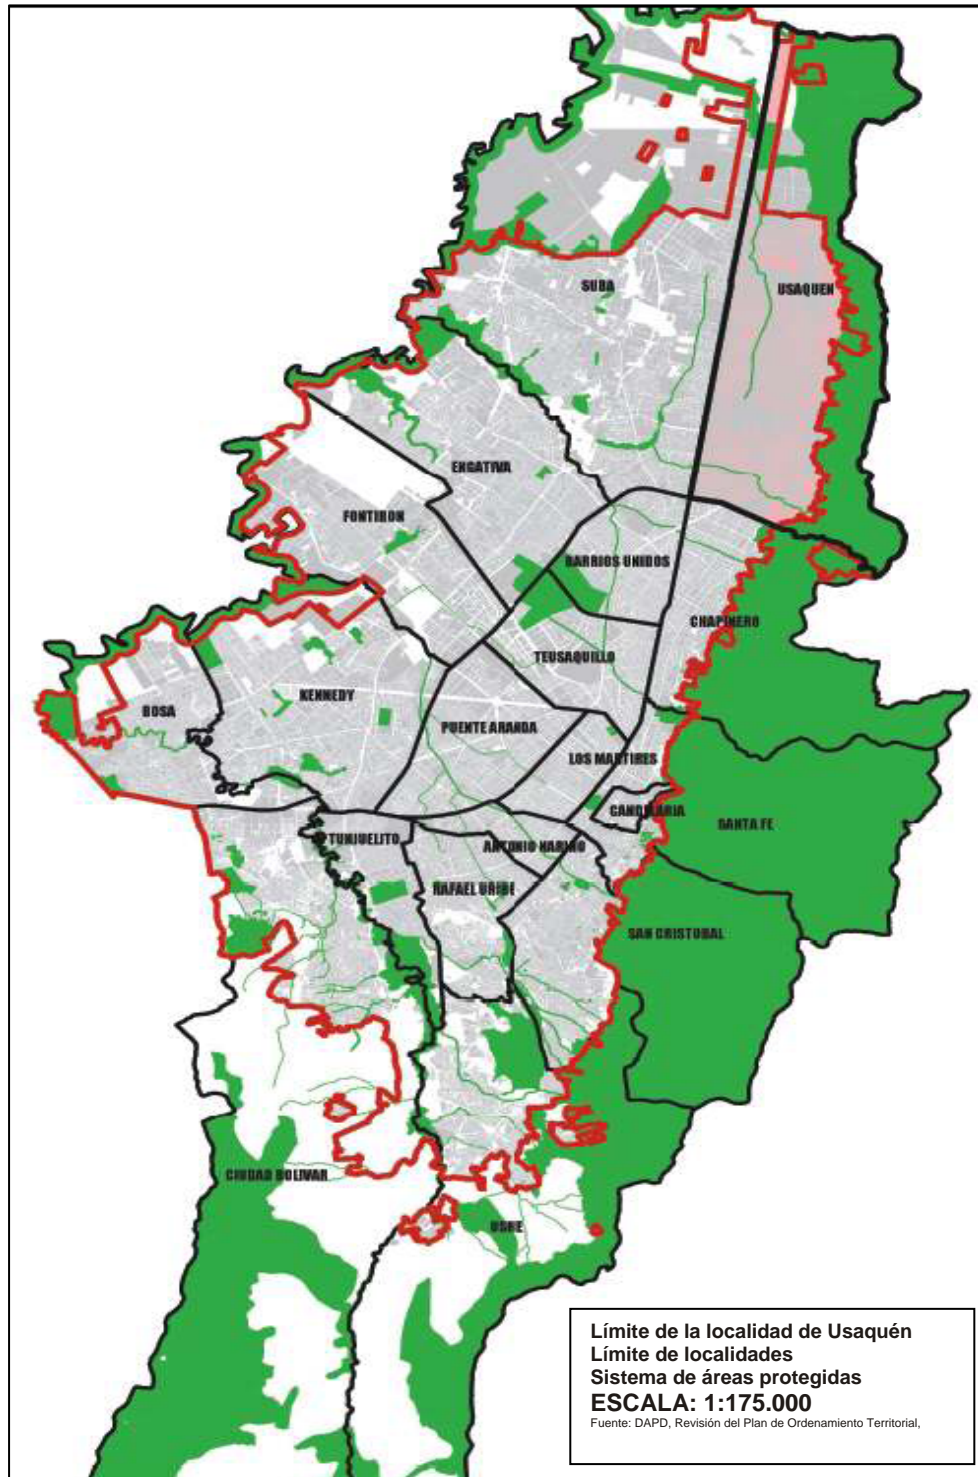 SUBA
USAQUEN
ENGATIVA
FONTIBON
BARRIOS UNIDOS
CHAPINERO
TEUSAQUILLO
KENNEDY
BOSA
PUENTE ARANDA
LOS MARTIRES
CANDELARIA
SANTA FE
TUNJUELITO
ANTONIO NARIÑO
RAFAEL URIBE
SAN CRISTOBAL
CIUDAD BOLIVAR
USME
Límite de la localidad de Usaquén
Límite de localidades
Sistema de áreas protegidas
ESCALA: 1:175.000
Fuente: DAPD, Revisión del Plan de Ordenamiento Territorial,